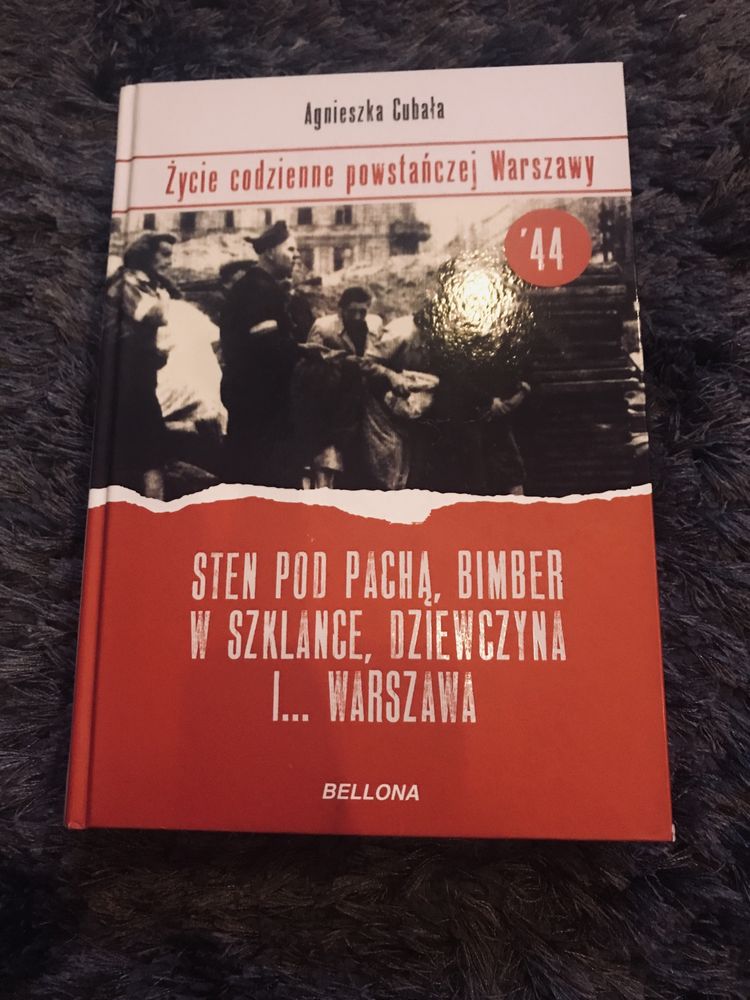 Agnieszka Cubała
Życie codzienne powstańczej Warszawy
'44
STEN POD PACHĄ, BIMBER
W SZKLANCE, DZIEWCZYNA
I... WARSZAWA
BELLONA